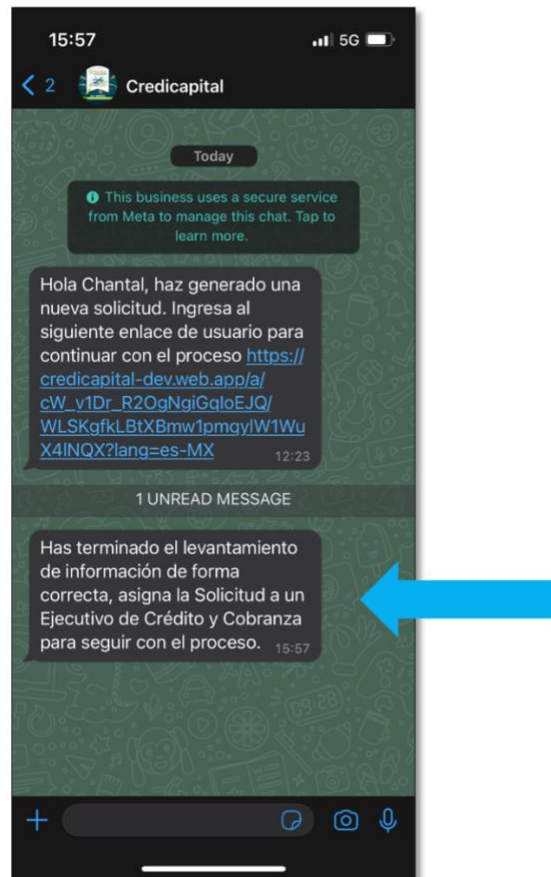 15:57
5G
2
Credicapital
Today
This business uses a secure service
from Meta to manage this chat. Tap to
learn more.
Hola Chantal, haz generado una
nueva solicitud. Ingresa al
siguiente enlace de usuario para
continuar con el proceso https://
credicapital-dev.web.app/a/
cW_v1Dr_R2OgNgiGqloEJQ/
WLSKgfkLBtXBmw1pmqylW1Wu
X4lNQX?lang=es-MX
12:23
1 UNREAD MESSAGE
Has terminado el levantamiento
de información de forma
correcta, asigna la Solicitud a un
Ejecutivo de Crédito y Cobranza
para seguir con el proceso.
15:57